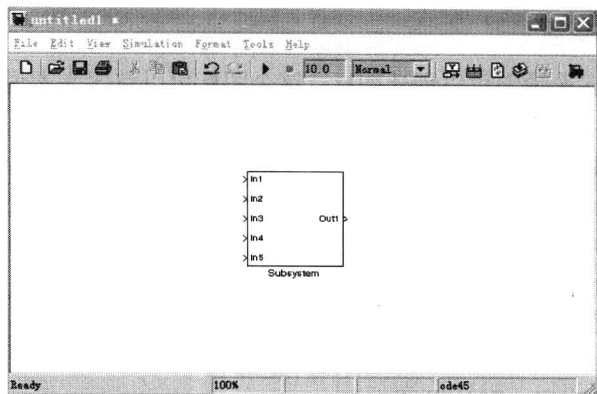 untitled1 *
File Edit View Simulation Format Tools Help
10.0 Normal
In1
In2
In3 Out1
In4
In5
Subsystem
Ready 100% ode45